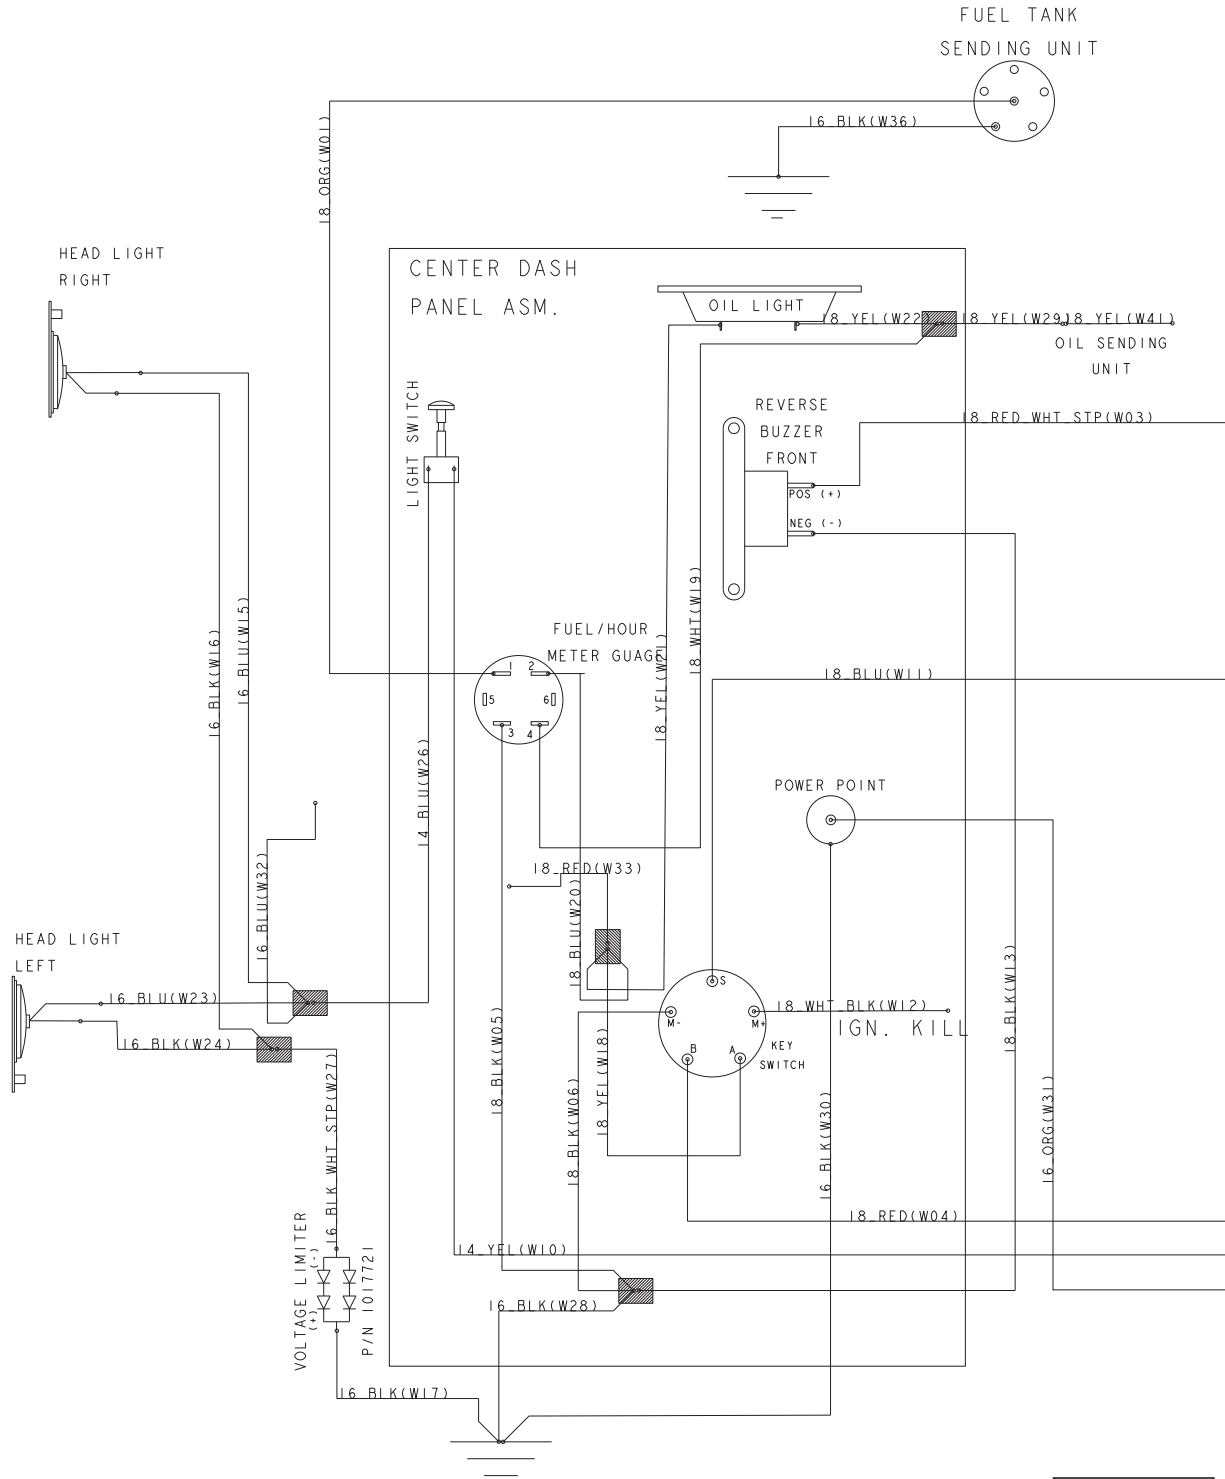 FUEL TANK
SENDING UNIT
16_BLK(W36)
18_ORG(W01)
HEAD LIGHT
RIGHT
CENTER DASH
PANEL ASM.
OIL LIGHT
18_YEL(W22)
18_YEL(W29)
18_YEL(W41)
OIL SENDING
UNIT
LIGHT SWITCH
REVERSE
BUZZER
FRONT
18_RED_WHT_STP(W03)
POS (+)
NEG (-)
18_WHT(W19)
16_BLU(W15)
16_BLK(W16)
FUEL/HOUR
METER GUAGE
18_YEL(W21)
1
2
5
6
3
4
18_BLU(W11)
14_BLU(W26)
POWER POINT
16_BLU(W32)
18_RED(W33)
18_BLU(W20)
HEAD LIGHT
LEFT
16_BLU(W23)
16_BLK(W24)
S
M-
M+
B
A
KEY
SWITCH
18_WHT_BLK(W12)
IGN. KILL
18_BLK(W13)
18_BLK(W05)
18_YEL(W18)
18_BLK(W06)
16_BLK_WHT_STP(W27)
16_BLK(W30)
16_ORG(W31)
18_RED(W04)
14_YEL(W10)
VOLTAGE LIMITER
(-)
(+)
P/N 1017721
16_BLK(W28)
16_BLK(W17)